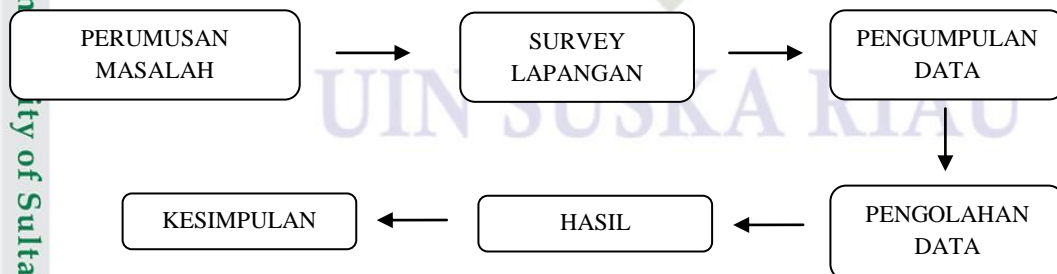 PERUMUSAN
MASALAH
SURVEY
LAPANGAN
PENGUMPULAN
DATA
PENGOLAHAN
DATA
HASIL
KESIMPULAN
UIN SUSKA RIAU
ity of Sulta